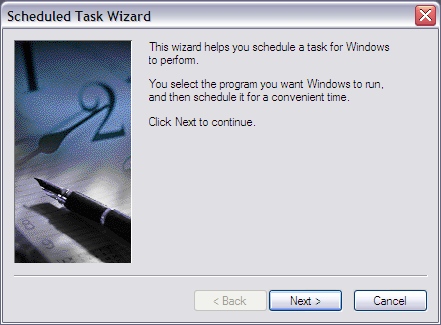 Scheduled Task Wizard
This wizard helps you schedule a task for Windows
to perform.
You select the program you want Windows to run,
and then schedule it for a convenient time.
Click Next to continue.
2
< Back Next > Cancel